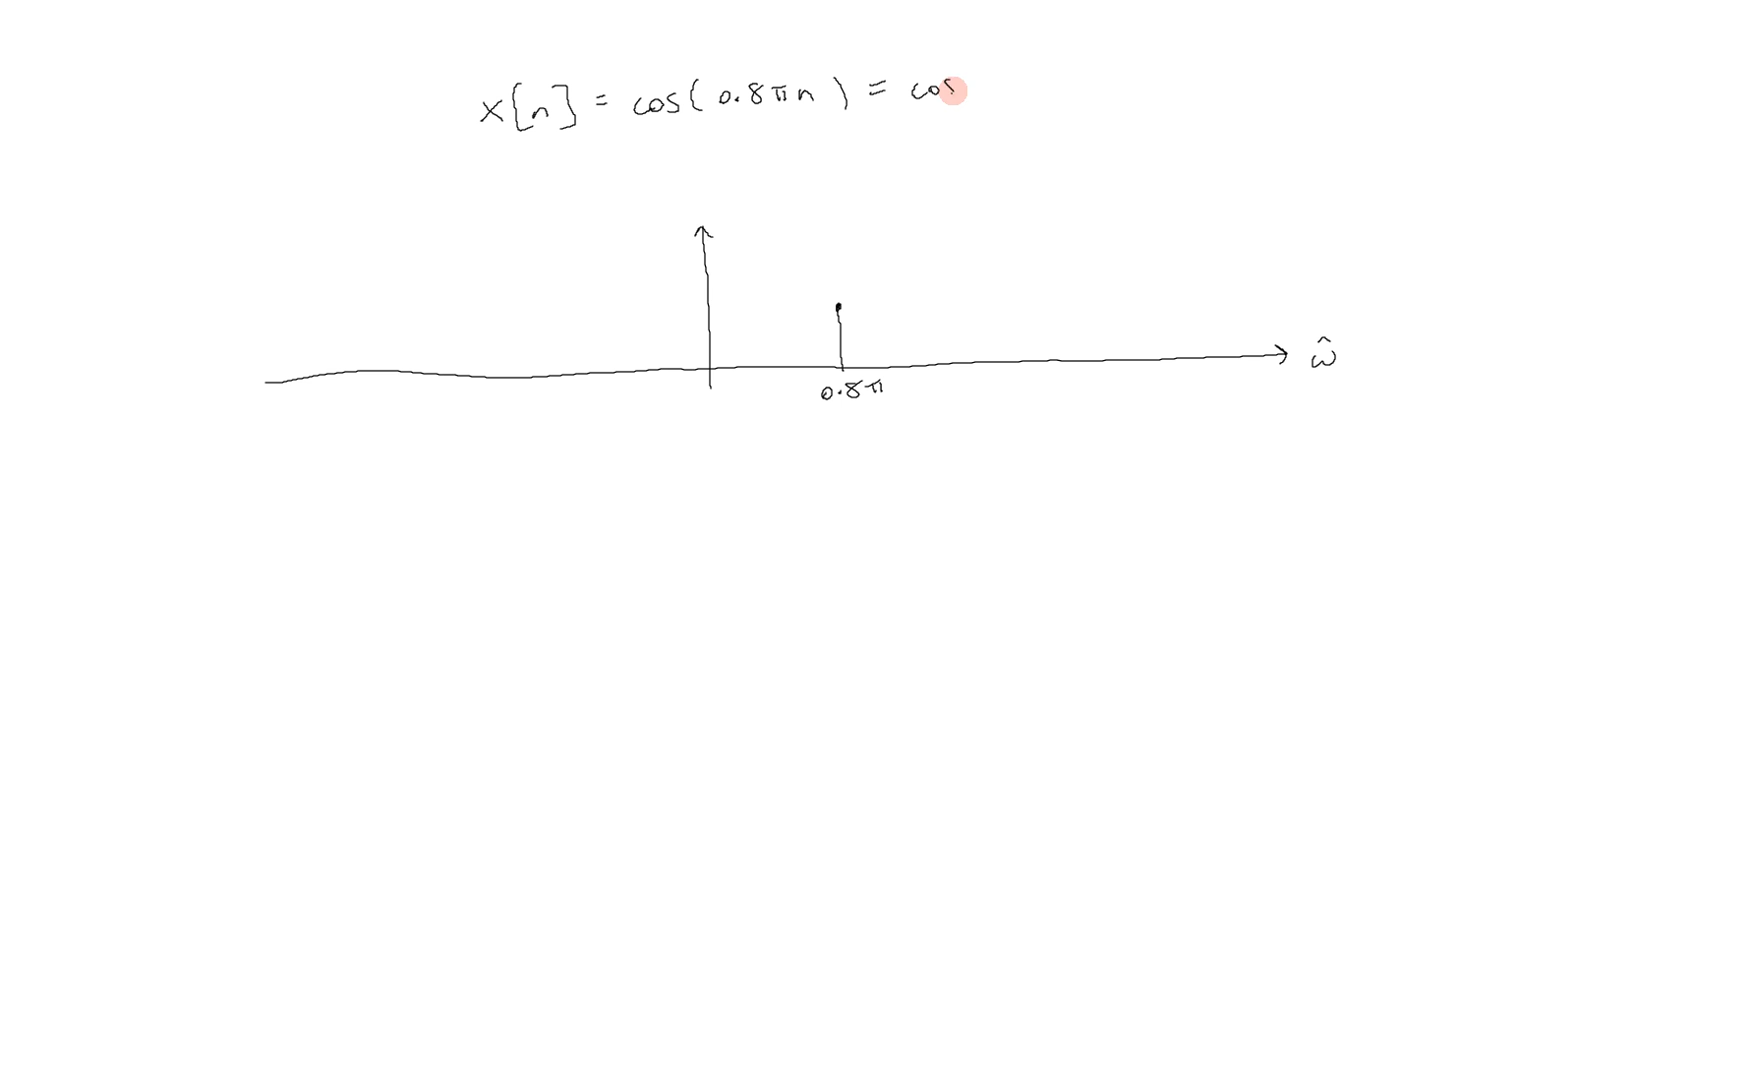 x[n] = cos(0.8πn) = cos
ω̂
0.8π